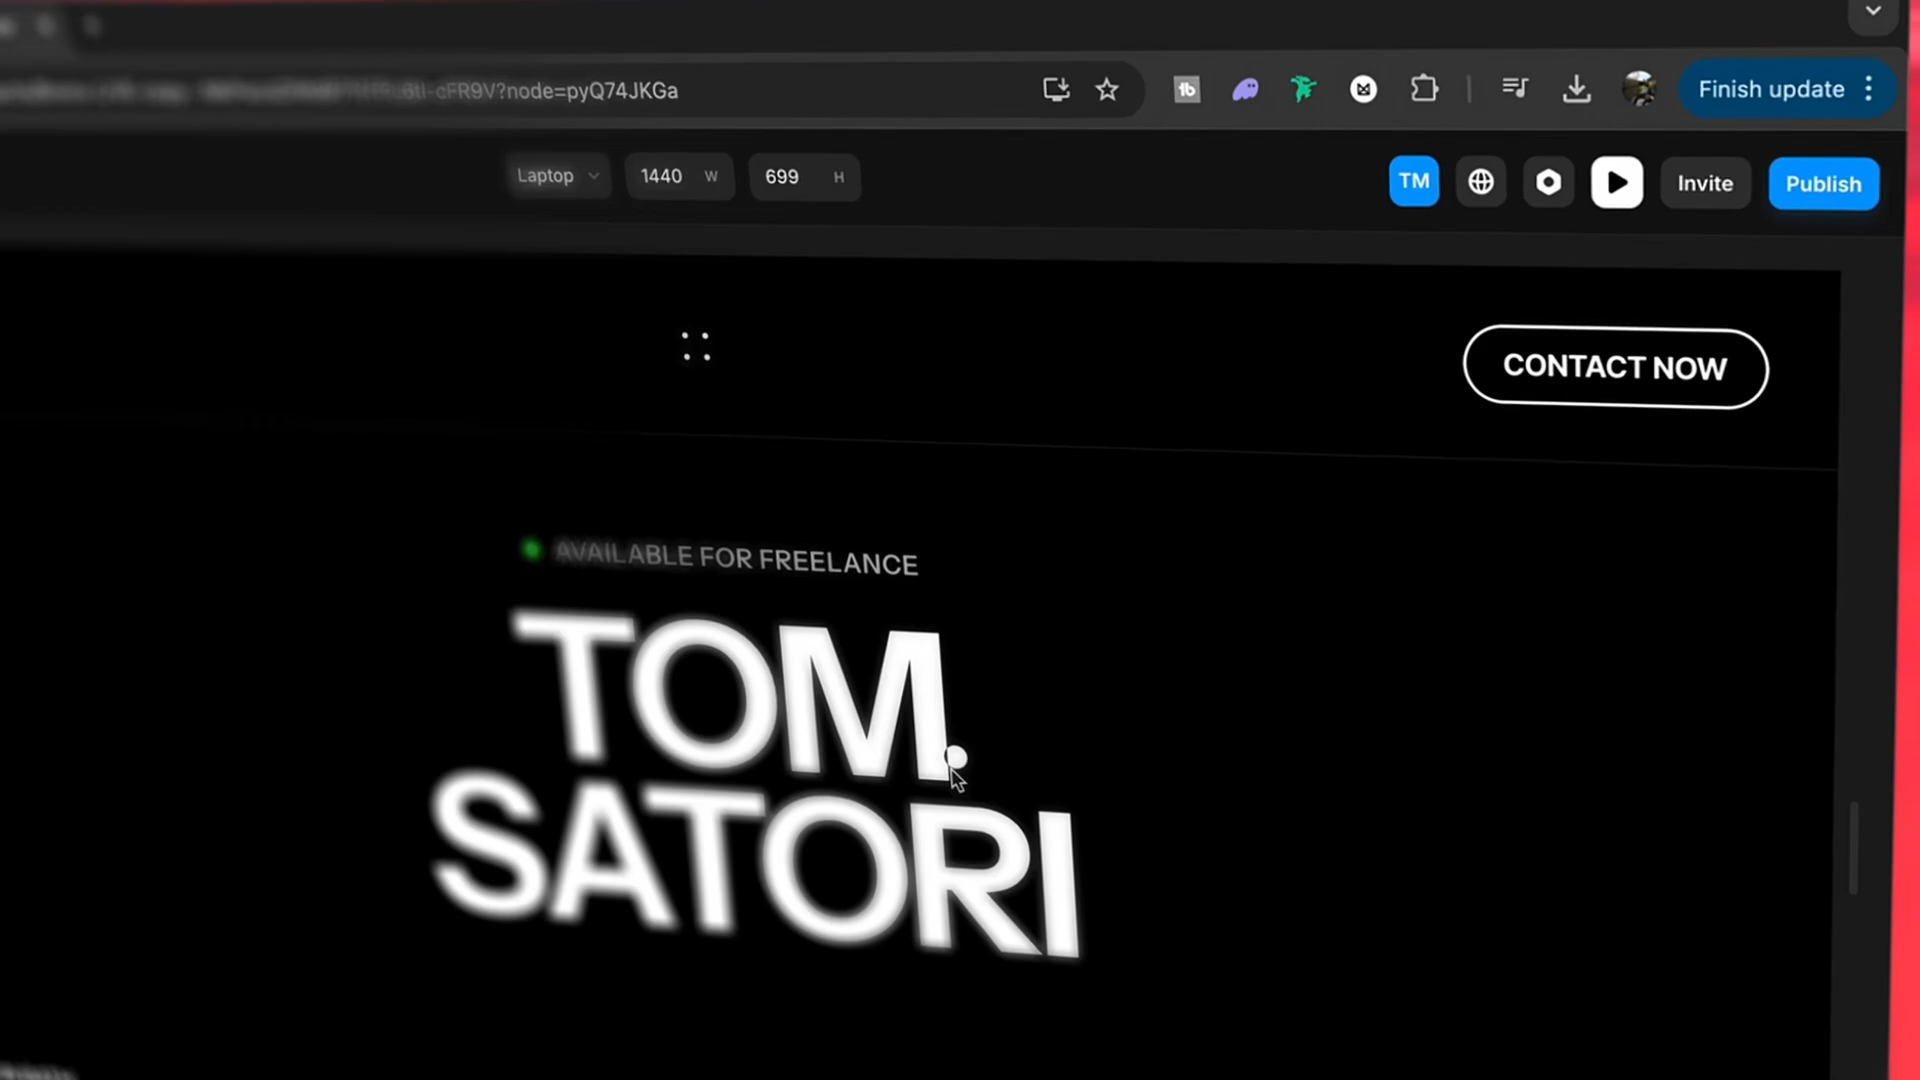 ?node=pyQ74JKGa
Finish update
Laptop
1440 W
699 H
TM
Invite
Publish
CONTACT NOW
AVAILABLE FOR FREELANCE
TOM.
SATORI